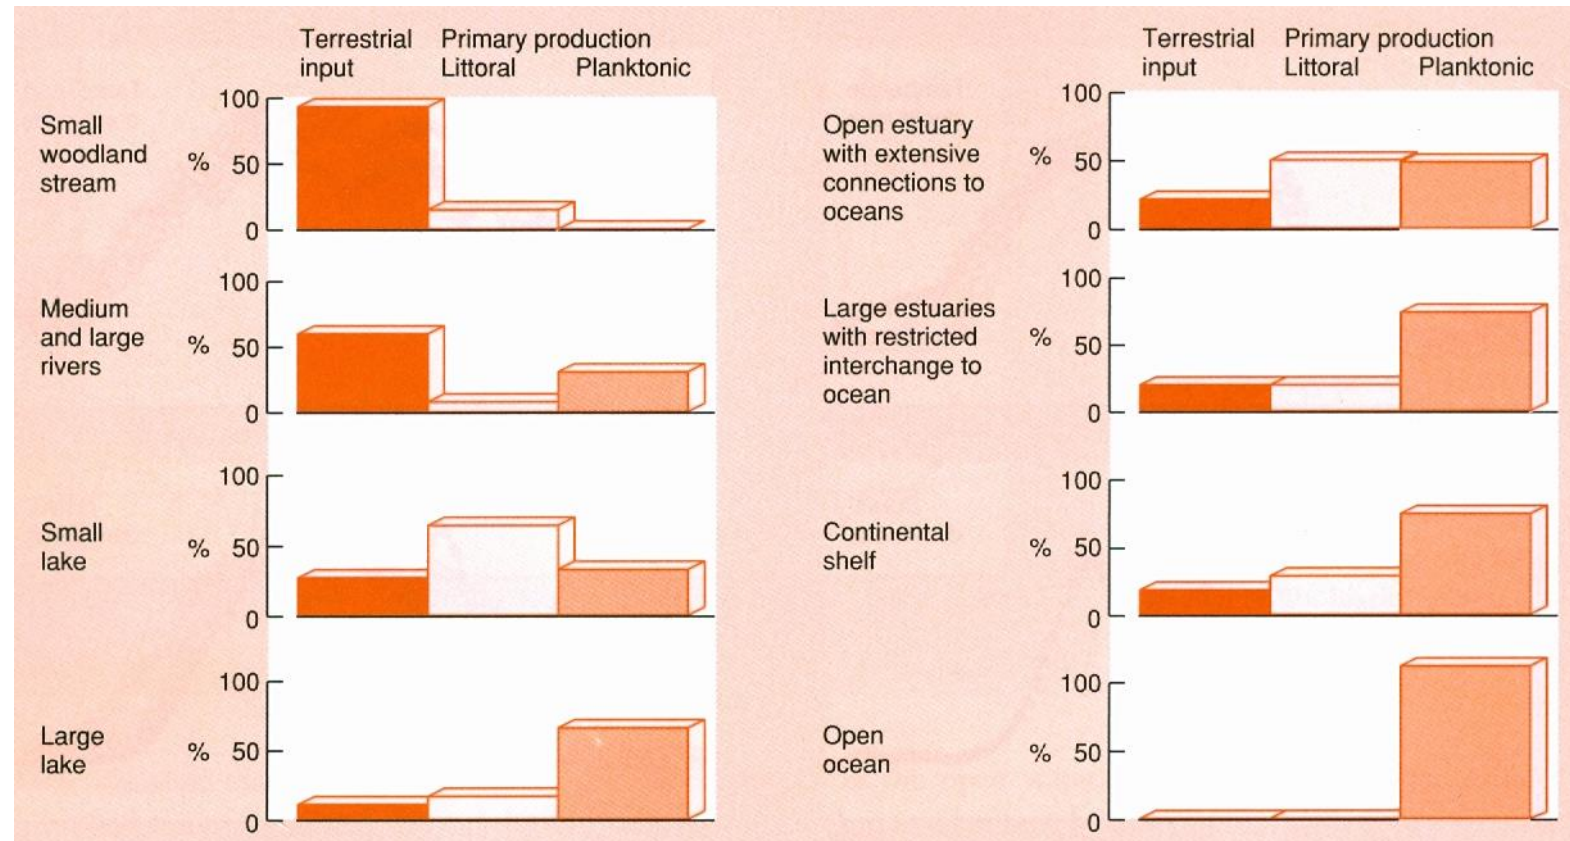 Terrestrial Primary production
input Littoral Planktonic
Small
woodland
stream
%
100
50
0
Medium
and large
rivers
%
100
50
0
Small
lake
%
100
50
0
Large
lake
%
100
50
0
Terrestrial Primary production
input Littoral Planktonic
Open estuary
with extensive
connections to
oceans
%
100
50
0
Large estuaries
with restricted
interchange to
ocean
%
100
50
0
Continental
shelf
%
100
50
0
Open
ocean
%
100
50
0